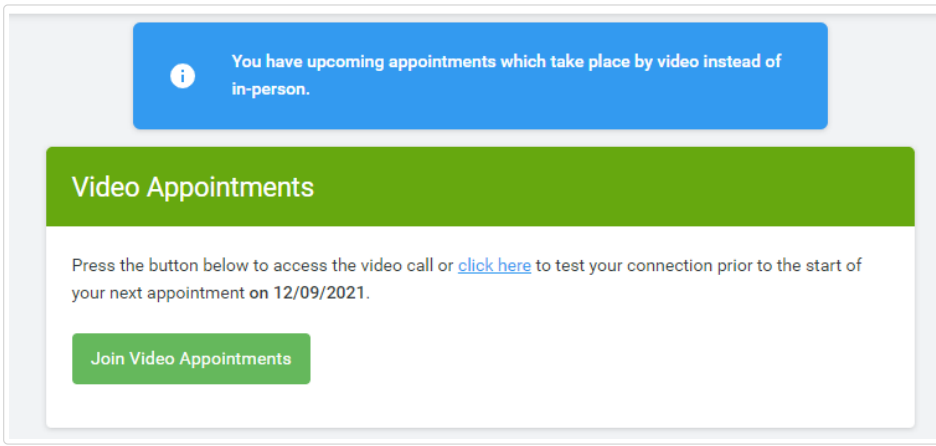 You have upcoming appointments which take place by video instead of
in-person.
Video Appointments
Press the button below to access the video call or click here to test your connection prior to the start of
your next appointment on 12/09/2021.
Join Video Appointments